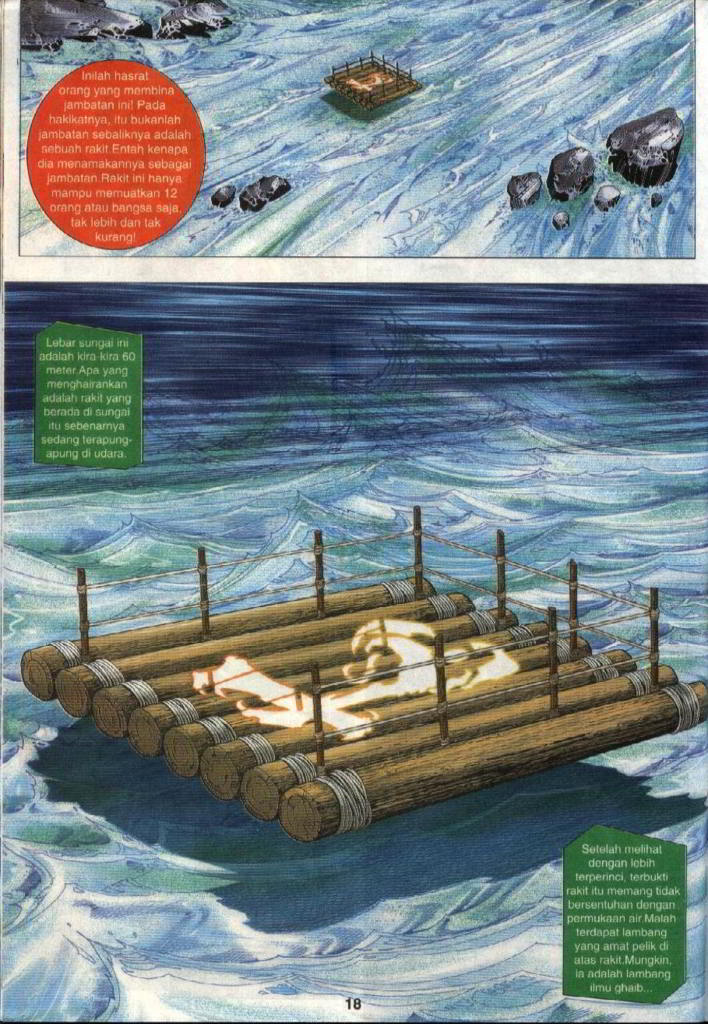 Inilah hasrat
orang yang membina
jambatan ini! Pada
hakikatnya, itu bukanlah
jambatan sebaliknya adalah
sebuah rakit.Entah kenapa
dia menamakannya sebagai
jambatan.Rakit ini hanya
mampu memuatkan 12
orang atau bangsa saja,
tak lebih dan tak
kurang!
Lebar sungai ini
adalah kira-kira 60
meter.Apa yang
menghairankan
adalah rakit yang
berada di sungai
itu sebenarnya
sedang terapung-
apung di udara.
Setelah melihat
dengan lebih
terperinci, terbukti
rakit itu memang tidak
bersentuhan dengan
permukaan air.Malah
terdapat lambang
yang amat pelik di
atas rakit.Mungkin,
ia adalah lambang
ilmu ghaib...
18